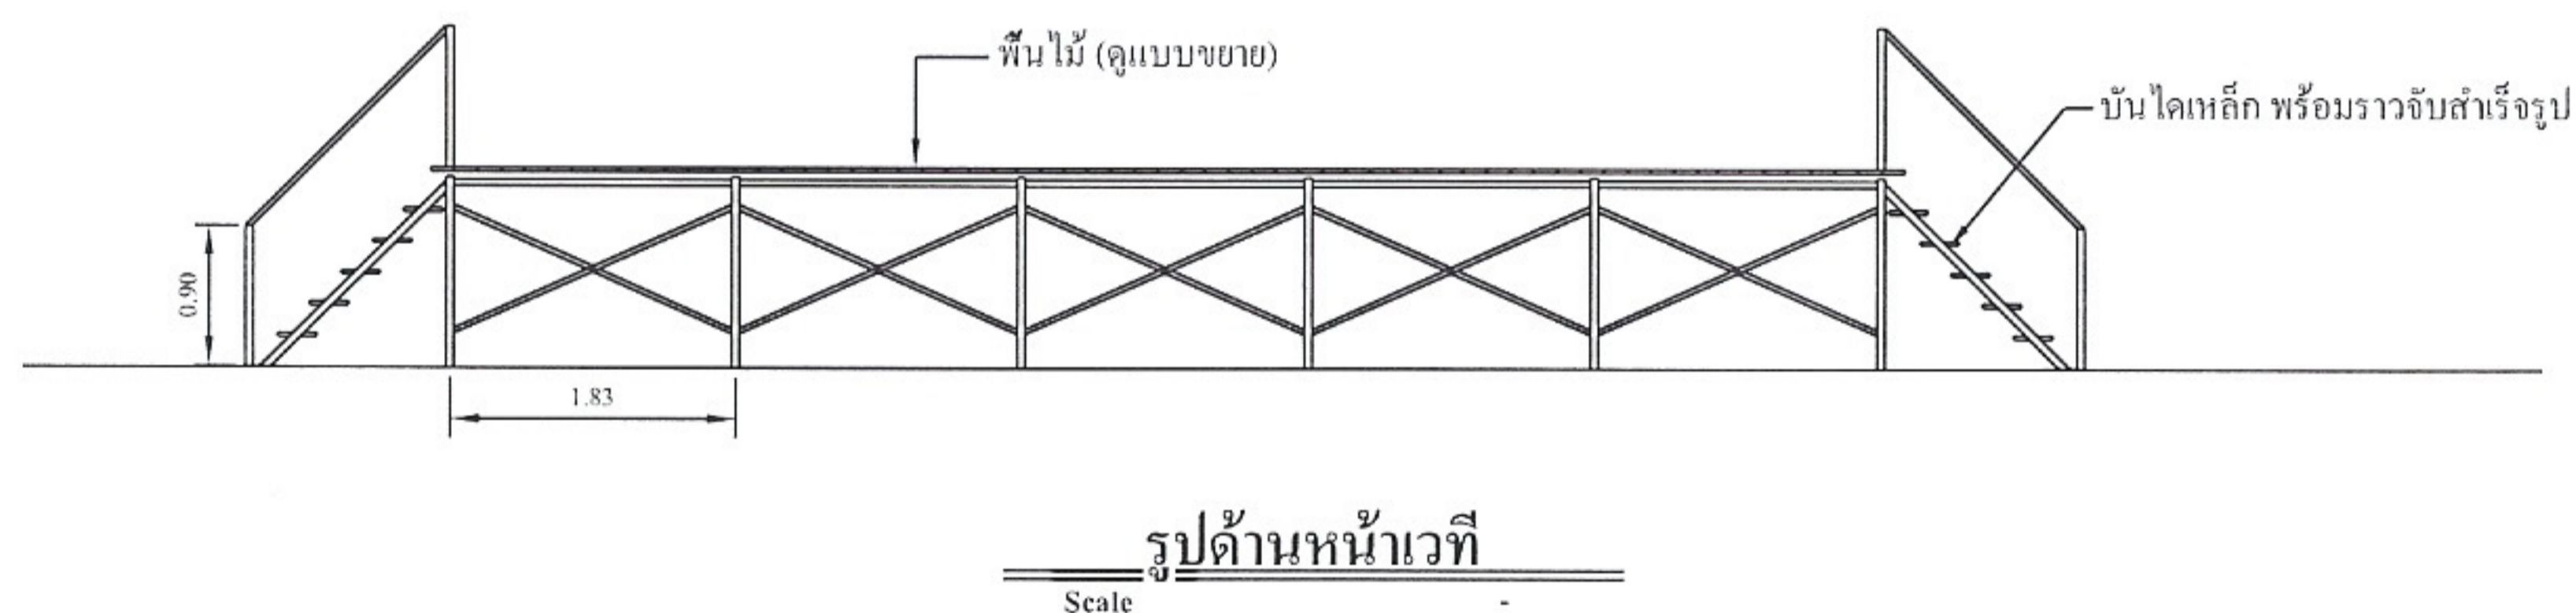 พื้นไม้ (ดูแบบขยาย)
บันไดเหล็ก พร้อมราวจับสำเร็จรูป
0.90
1.83
รูปด้านหน้าเวที
Scale -